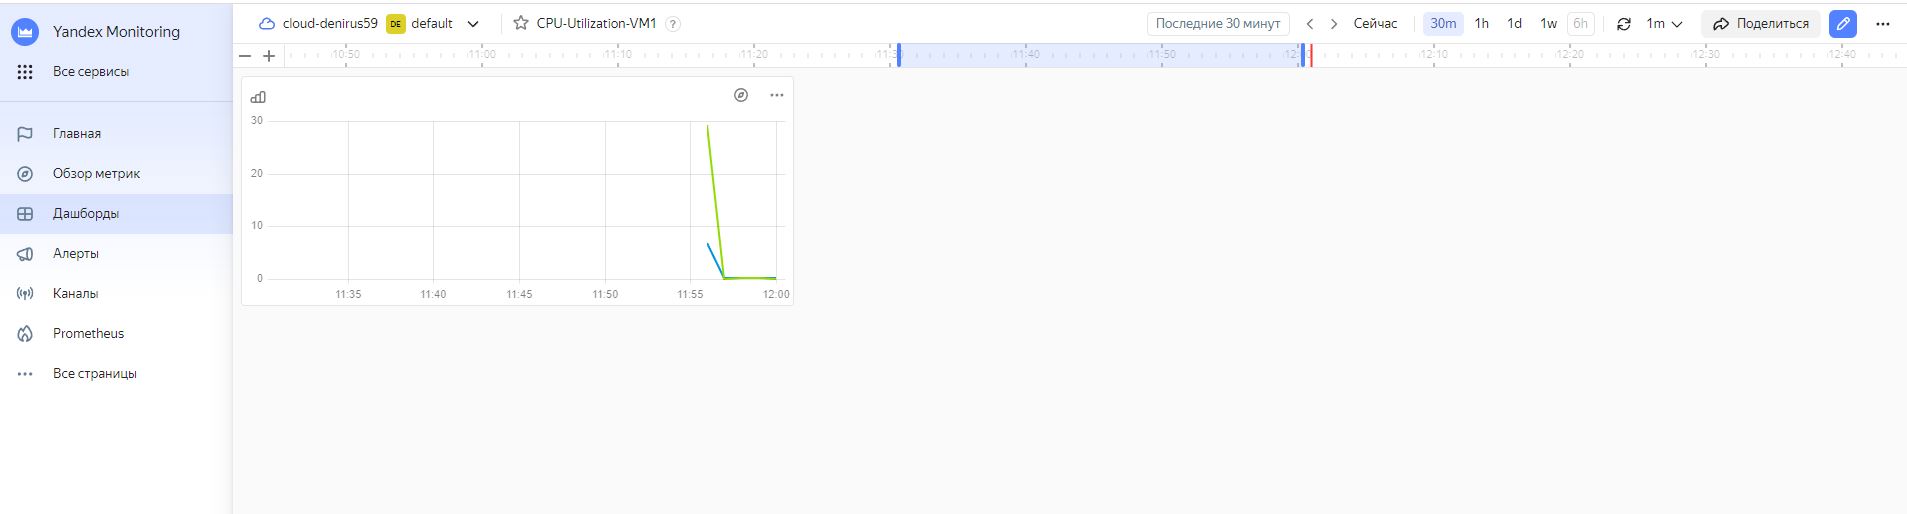 Yandex Monitoring
Все сервисы
Главная
Обзор метрик
Дашборды
Алерты
Каналы
Prometheus
Все страницы
cloud-denirus59 DE default CPU-Utilization-VM1 ? Последние 30 минут Сейчас 30m 1h 1d 1w 6h 1m Поделиться
10:50 11:00 11:10 11:20 11:30 11:40 11:50 12:00 12:10 12:20 12:30 12:40
30
20
10
0
11:35 11:40 11:45 11:50 11:55 12:00